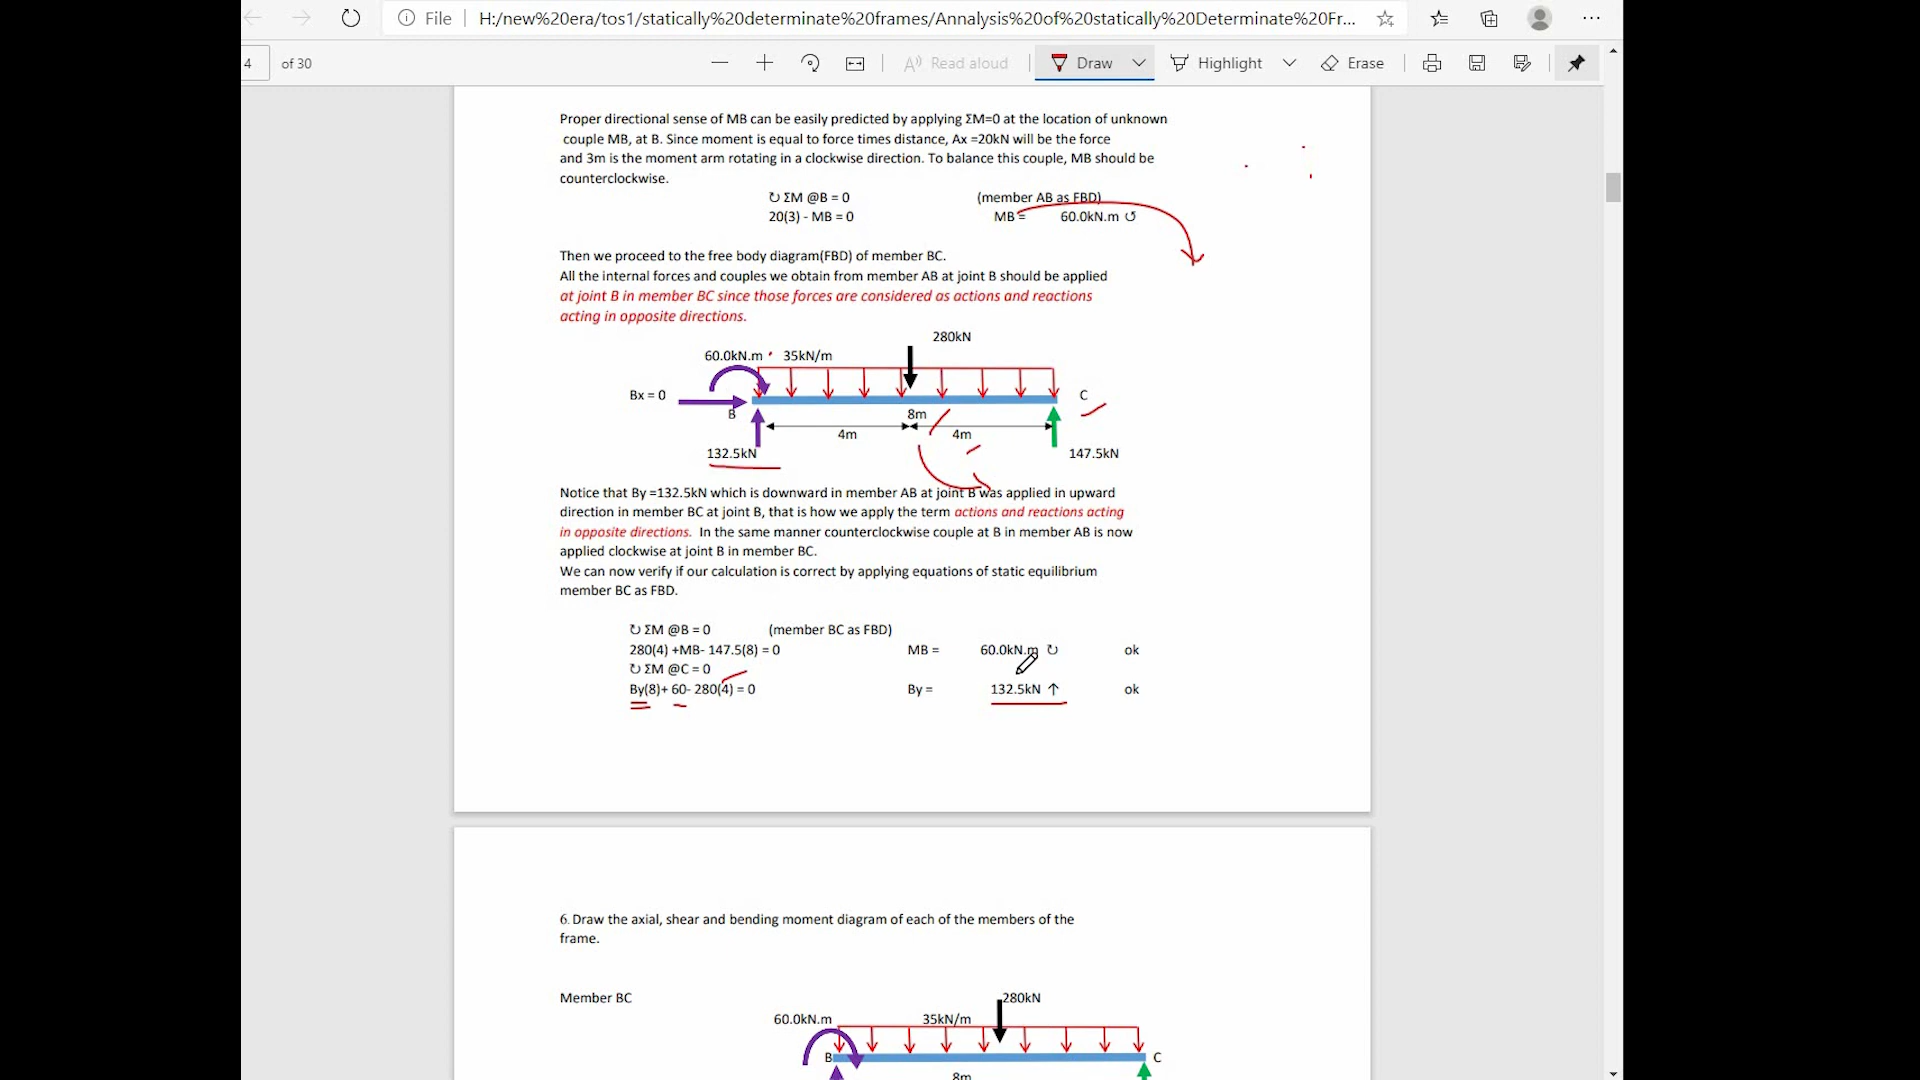 File
H:/new%20era/tos1/statically%20determinate%20frames/Annalysis%20of%20statically%20Determinate%20Fr...
4 of 30
Read aloud
Draw
Highlight
Erase
Proper directional sense of MB can be easily predicted by applying ΣM=0 at the location of unknown
couple MB, at B. Since moment is equal to force times distance, Ax =20kN will be the force
and 3m is the moment arm rotating in a clockwise direction. To balance this couple, MB should be
counterclockwise.
↻ ΣM @B = 0 (member AB as FBD)
20(3) - MB = 0 MB = 60.0kN.m ↺
Then we proceed to the free body diagram(FBD) of member BC.
All the internal forces and couples we obtain from member AB at joint B should be applied
at joint B in member BC since those forces are considered as actions and reactions
acting in opposite directions.
280kN
60.0kN.m 35kN/m
Bx = 0 C
B 8m
4m 4m
132.5kN 147.5kN
Notice that By =132.5kN which is downward in member AB at joint B was applied in upward
direction in member BC at joint B, that is how we apply the term actions and reactions acting
in opposite directions. In the same manner counterclockwise couple at B in member AB is now
applied clockwise at joint B in member BC.
We can now verify if our calculation is correct by applying equations of static equilibrium
member BC as FBD.
↻ ΣM @B = 0 (member BC as FBD)
280(4) +MB- 147.5(8) = 0 MB = 60.0kN.m ↻ ok
↻ ΣM @C = 0
By(8)+ 60- 280(4) = 0 By = 132.5kN ↑ ok
6. Draw the axial, shear and bending moment diagram of each of the members of the
frame.
Member BC
280kN
60.0kN.m 35kN/m
B C
8m